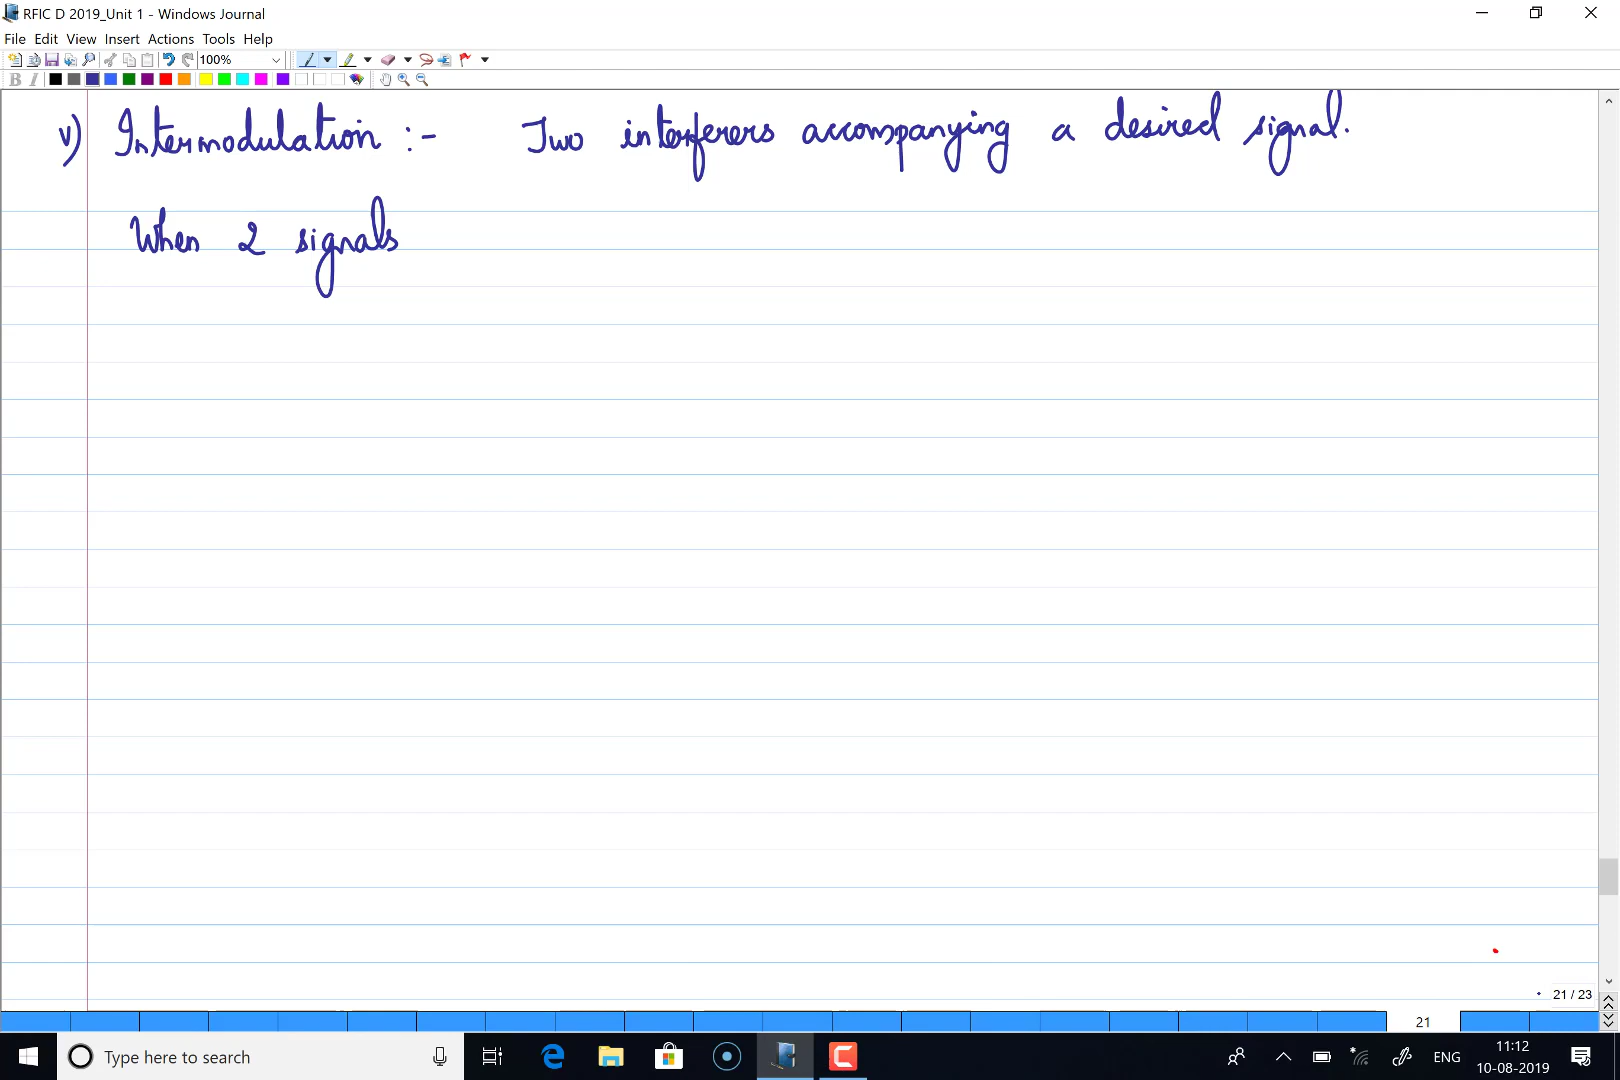 RFIC D 2019_Unit 1 - Windows Journal
File Edit View Insert Actions Tools Help
100%
B I
v) Intermodulation :- Two interferers accompanying a desired signal.
When 2 signals
21 / 23
21
Type here to search
ENG
11:12
10-08-2019